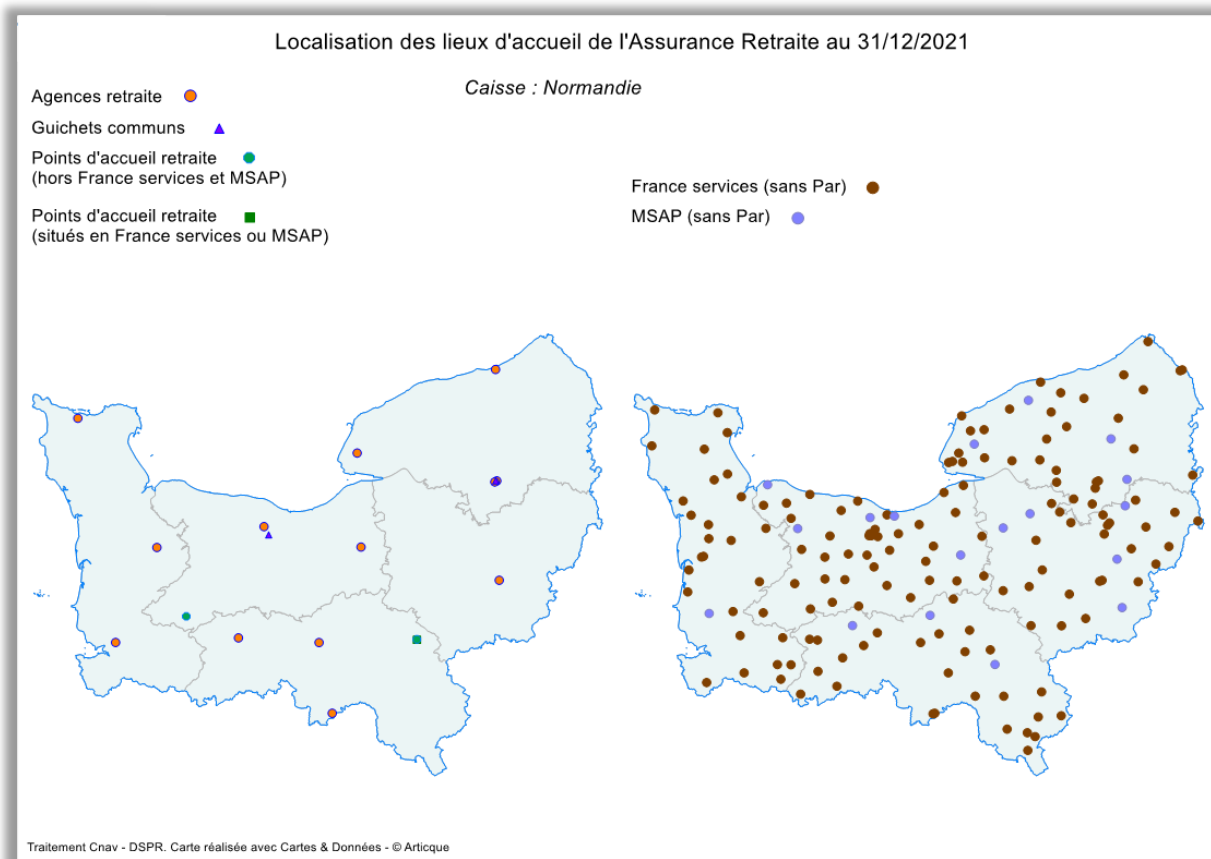 Localisation des lieux d'accueil de l'Assurance Retraite au 31/12/2021
Caisse : Normandie
Agences retraite
Guichets communs
Points d'accueil retraite
(hors France services et MSAP)
Points d'accueil retraite
(situés en France services ou MSAP)
France services (sans Par)
MSAP (sans Par)
Traitement Cnav - DSPR. Carte réalisée avec Cartes & Données - © Articque